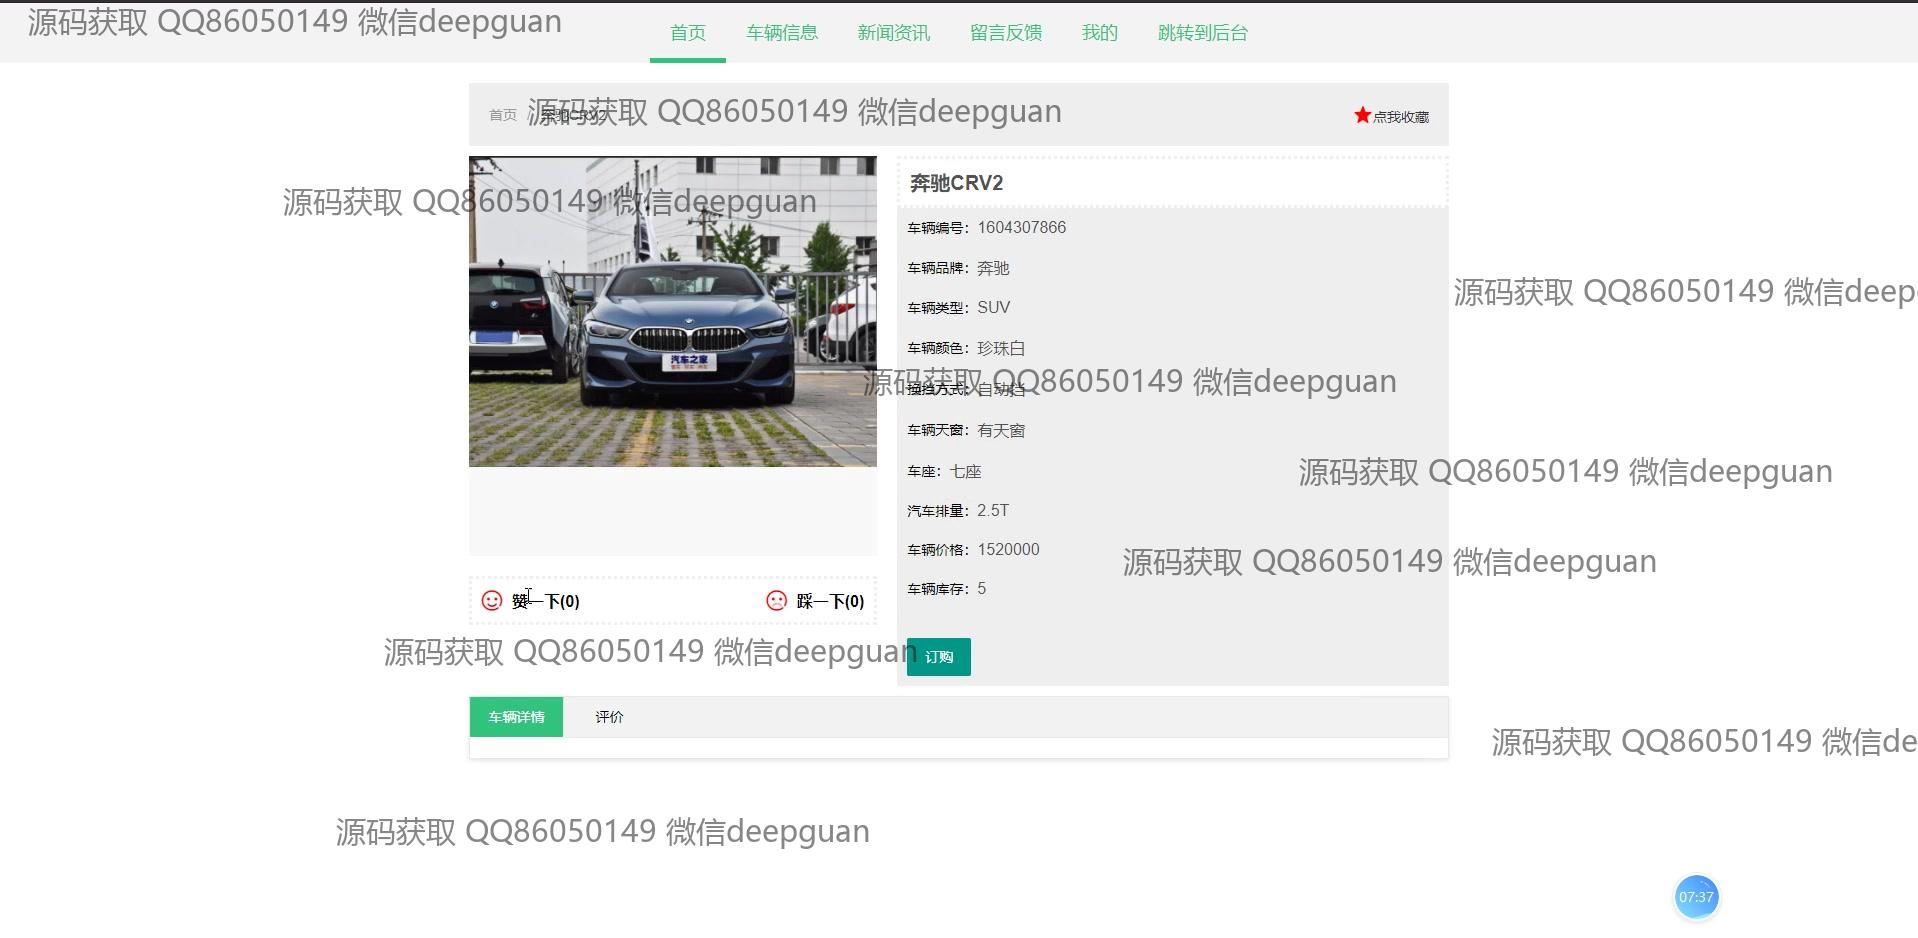 源码获取 QQ86050149 微信deepguan
首页 车辆信息 新闻资讯 留言反馈 我的 跳转到后台
首页 / 奔驰CRV2
源码获取 QQ86050149 微信deepguan
点我收藏
源码获取 QQ86050149 微信deepguan
汽车之家
奔驰CRV2
车辆编号：1604307866
车辆品牌：奔驰
源码获取 QQ86050149 微信deep
车辆类型：SUV
车辆颜色：珍珠白
源码获取 QQ86050149 微信deepguan
换挡方式：自动挡
车辆天窗：有天窗
车座：七座
源码获取 QQ86050149 微信deepguan
汽车排量：2.5T
车辆价格：1520000
源码获取 QQ86050149 微信deepguan
车辆库存：5
赞一下(0) 踩一下(0)
源码获取 QQ86050149 微信deepguan
订购
车辆详情 评价
源码获取 QQ86050149 微信de
源码获取 QQ86050149 微信deepguan
07:37